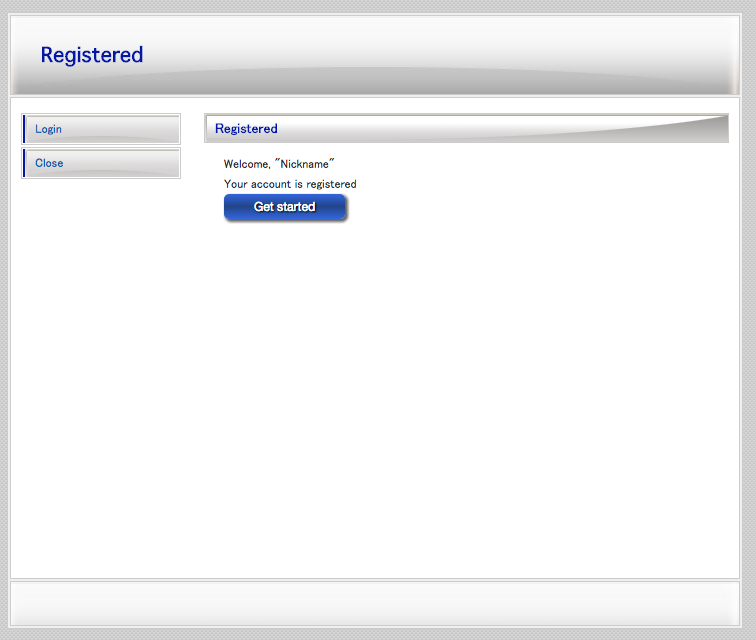 Registered
Login
Close
Registered
Welcome, "Nickname"
Your account is registered
Get started